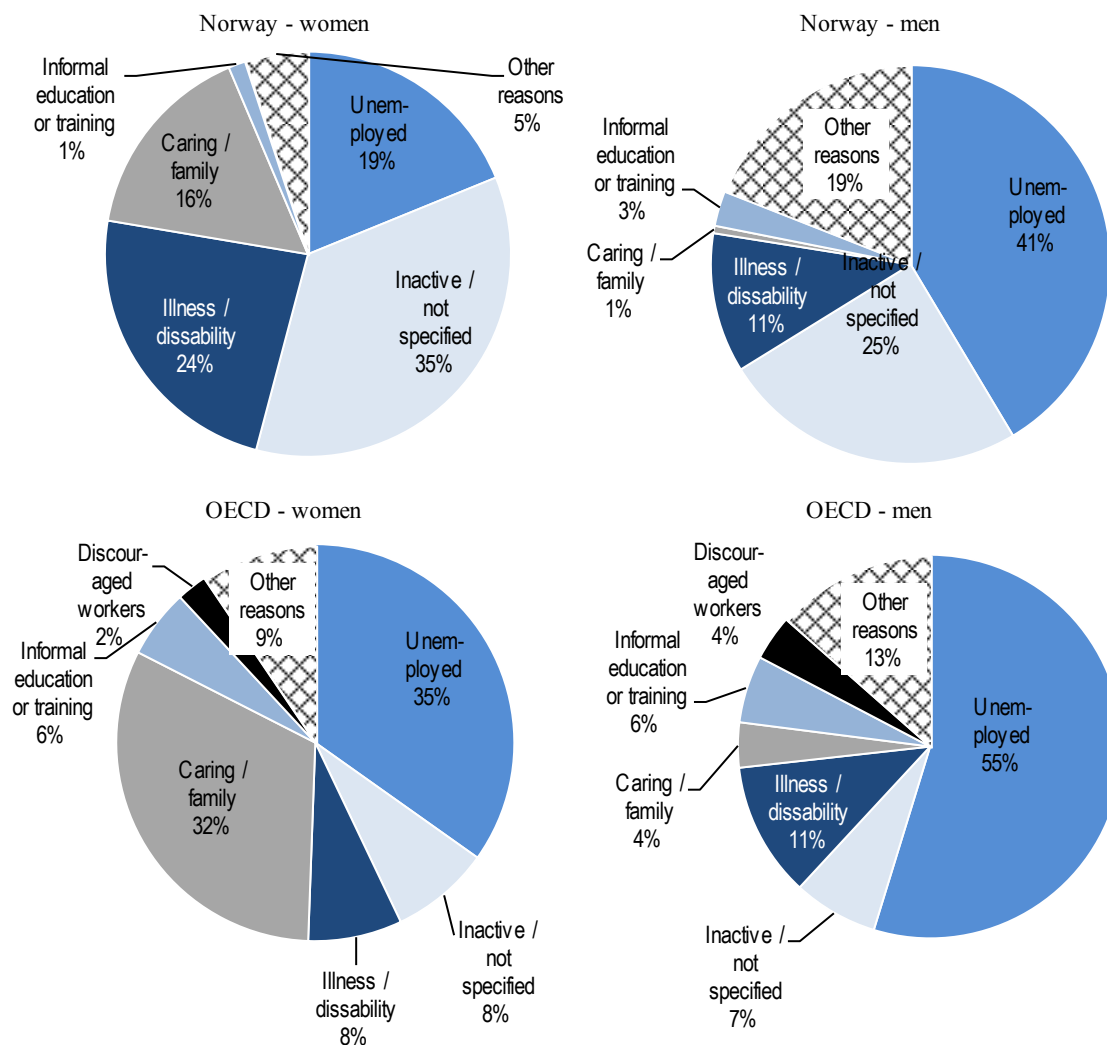 Norway - women
Informal
education
or training
1%
Other
reasons
5%
Unem-
ployed
19%
Caring /
family
16%
Inactive /
not
specified
35%
Illness /
dissability
24%
Norway - men
Other
reasons
19%
Informal
education
or training
3%
Unem-
ployed
41%
Caring /
family
1%
Illness /
dissability
11%
Inactive /
not
specified
25%
OECD - women
Discour-
aged
workers
2%
Other
reasons
9%
Unem-
ployed
35%
Informal
education
or training
6%
Caring /
family
32%
Illness /
dissability
8%
Inactive /
not
specified
8%
OECD - men
Discour-
aged
workers
4%
Other
reasons
13%
Informal
education
or training
6%
Unem-
ployed
55%
Caring /
family
4%
Illness /
dissability
11%
Inactive /
not
specified
7%